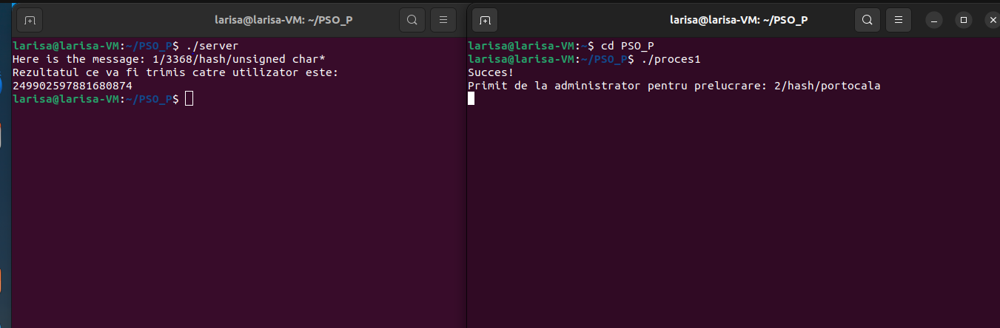 larisa@larisa-VM: ~/PSO_P
larisa@larisa-VM:~/PSO_P$ ./server
Here is the message: 1/3368/hash/unsigned char*
Rezultatul ce va fi trimis catre utilizator este:
249902597881680874
larisa@larisa-VM:~/PSO_P$
larisa@larisa-VM: ~/PSO_P
larisa@larisa-VM:~$ cd PSO_P
larisa@larisa-VM:~/PSO_P$ ./proces1
Succes!
Primit de la administrator pentru prelucrare: 2/hash/portocala